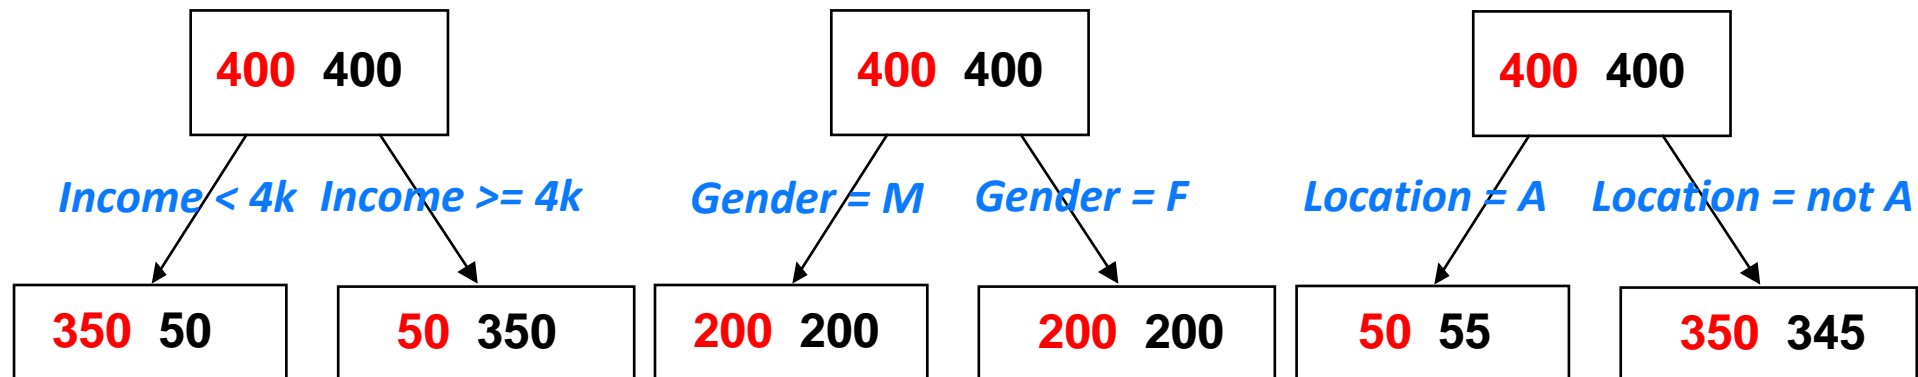 400 400 400 400 400 400
Income < 4k Income >= 4k Gender = M Gender = F Location = A Location = not A
350 50 50 350 200 200 200 200 50 55 350 345